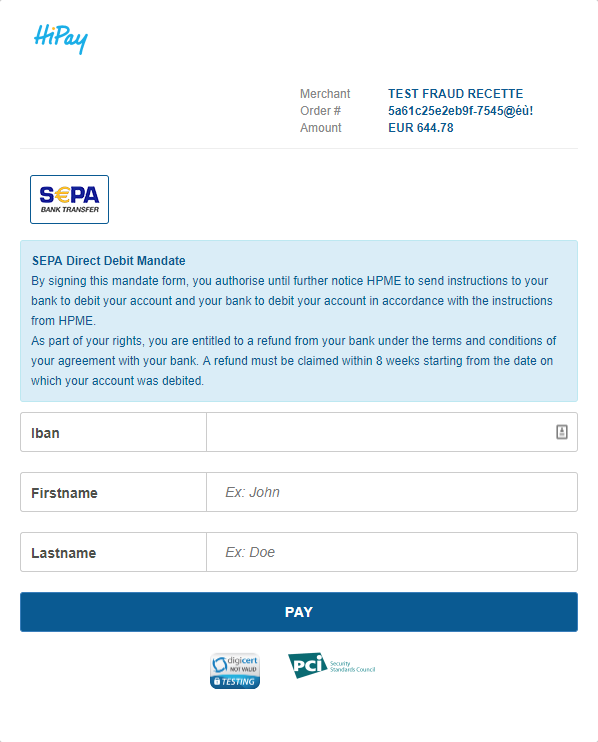 HiPay
Merchant TEST FRAUD RECETTE
Order # 5a61c25e2eb9f-7545@éù!
Amount EUR 644.78
SEPA
BANK TRANSFER
SEPA Direct Debit Mandate
By signing this mandate form, you authorise until further notice HPME to send instructions to your
bank to debit your account and your bank to debit your account in accordance with the instructions
from HPME.
As part of your rights, you are entitled to a refund from your bank under the terms and conditions of
your agreement with your bank. A refund must be claimed within 8 weeks starting from the date on
which your account was debited.
Iban
Firstname Ex: John
Lastname Ex: Doe
PAY
digicert
NOT VALID
TESTING
PCI Security
Standards Council